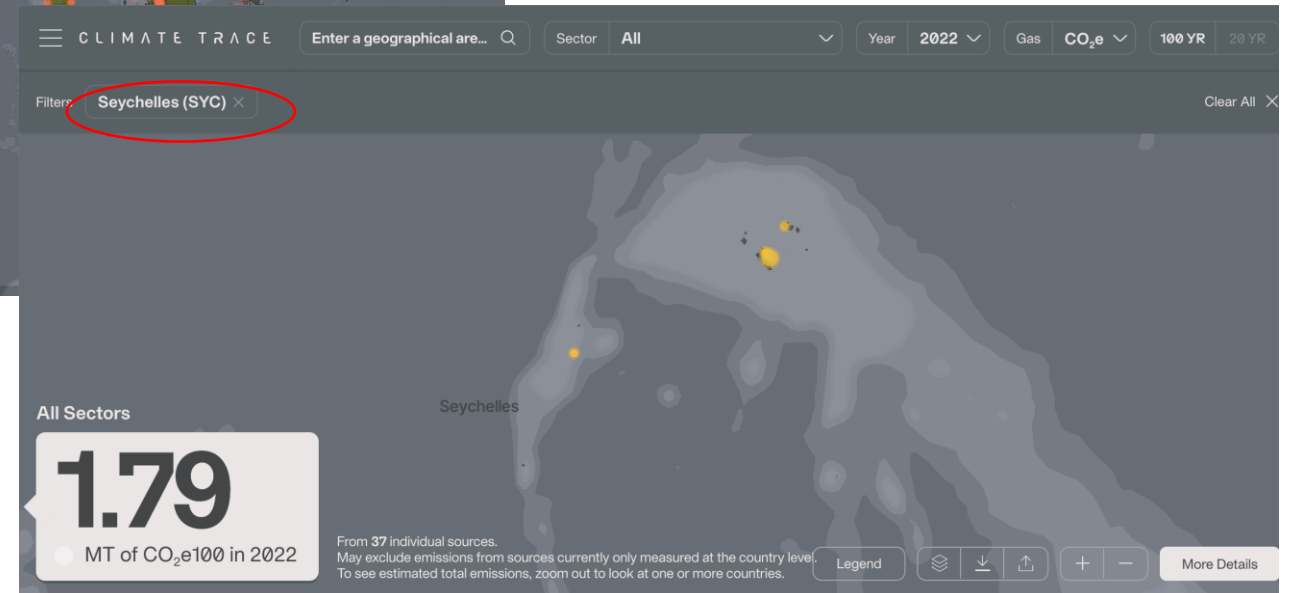 CLIMATE TRACE
Enter a geographical are...
Sector All
Year 2022
Gas CO₂e
100 YR 20 YR
Filters Seychelles (SYC) ×
Clear All ×
Seychelles
All Sectors
1.79
MT of CO₂e100 in 2022
From 37 individual sources.
May exclude emissions from sources currently only measured at the country level.
To see estimated total emissions, zoom out to look at one or more countries.
Legend
+ −
More Details